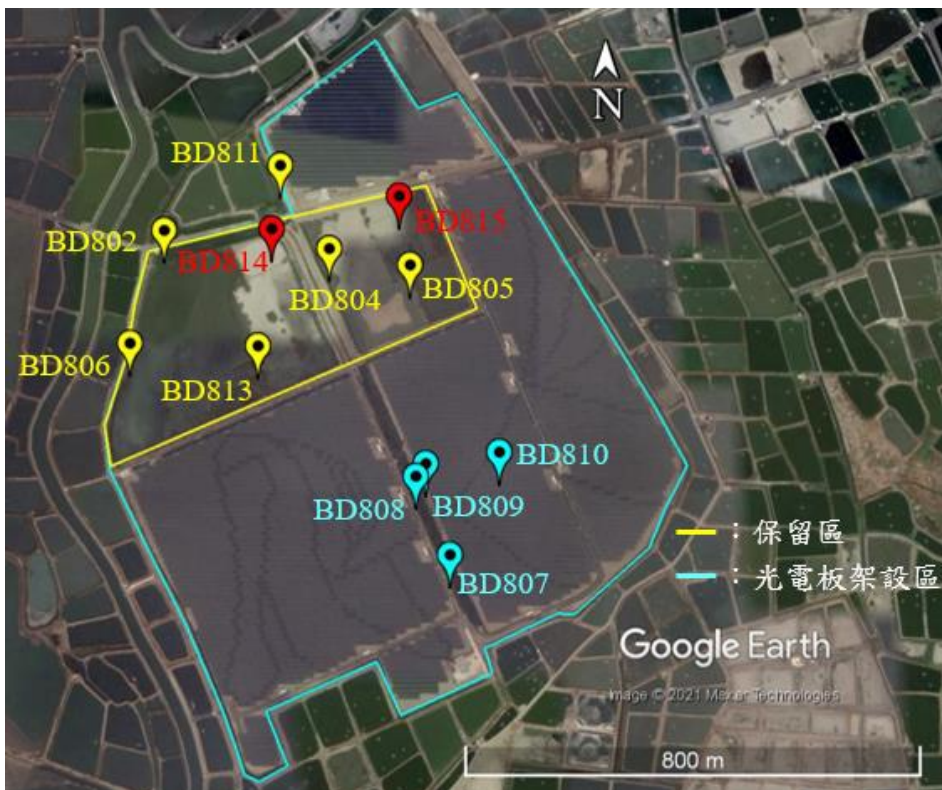 N
BD811
BD802
BD814
BD815
BD804
BD805
BD806
BD813
BD810
BD808
BD809
BD807
：保留區
：光電板架設區
Google Earth
Image © 2021 Maxar Technologies
800 m